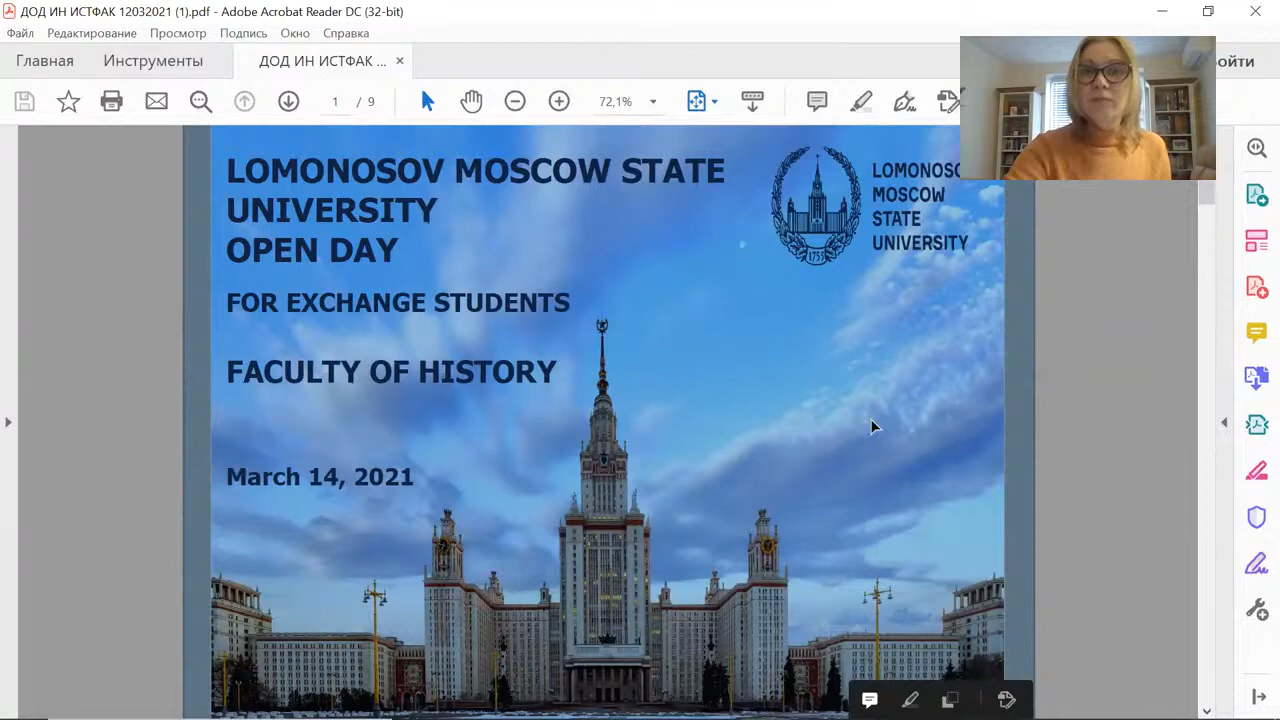 ДОД ИН ИСТФАК 12032021 (1).pdf - Adobe Acrobat Reader DC (32-bit)
Файл Редактирование Просмотр Подпись Окно Справка
Главная Инструменты ДОД ИН ИСТФАК ...
1 / 9 72,1%
LOMONOSOV MOSCOW STATE
UNIVERSITY
OPEN DAY
FOR EXCHANGE STUDENTS
FACULTY OF HISTORY
March 14, 2021
MOSCOW
STATE
UNIVERSITY
1755